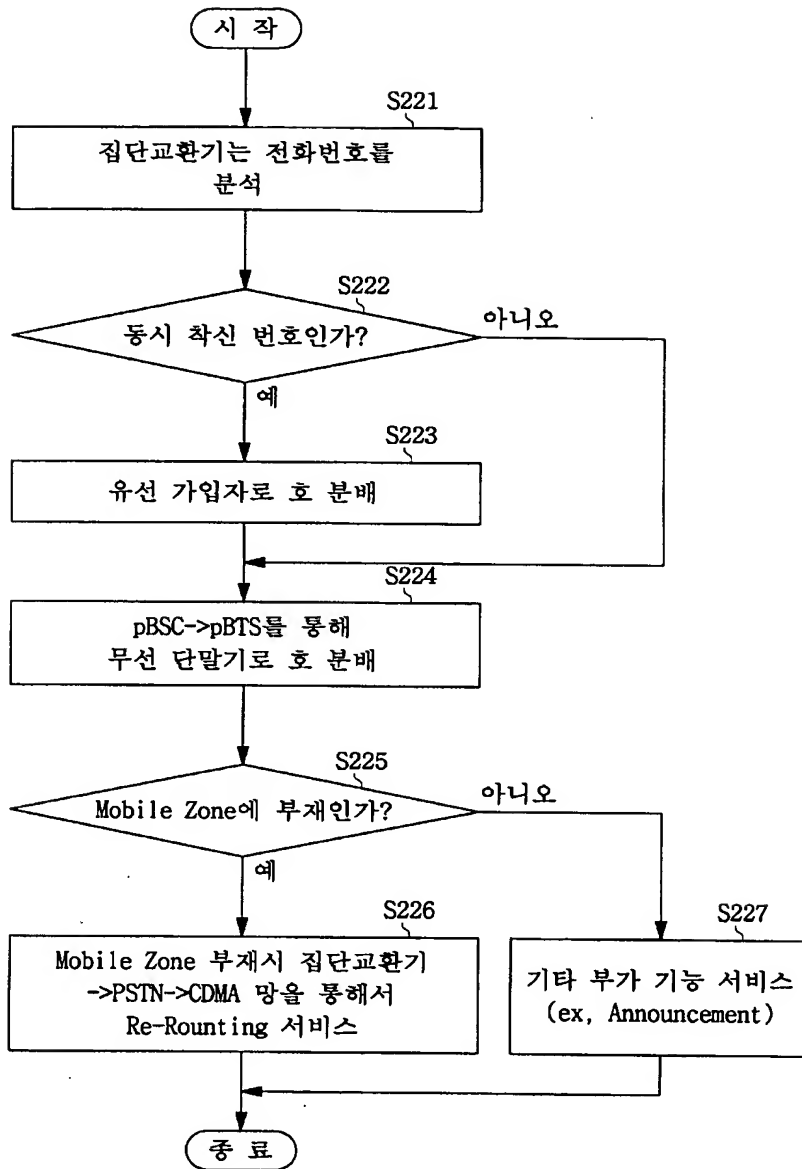 시 작
S221
집단교환기는 전화번호를
분석
S222
동시 착신 번호인가?
아니오
예
S223
유선 가입자로 호 분배
S224
pBSC->pBTS를 통해
무선 단말기로 호 분배
S225
Mobile Zone에 부재인가?
아니오
예
S226
Mobile Zone 부재시 집단교환기
->PSTN->CDMA 망을 통해서
Re-Rounting 서비스
S227
기타 부가 기능 서비스
(ex, Announcement)
종 료